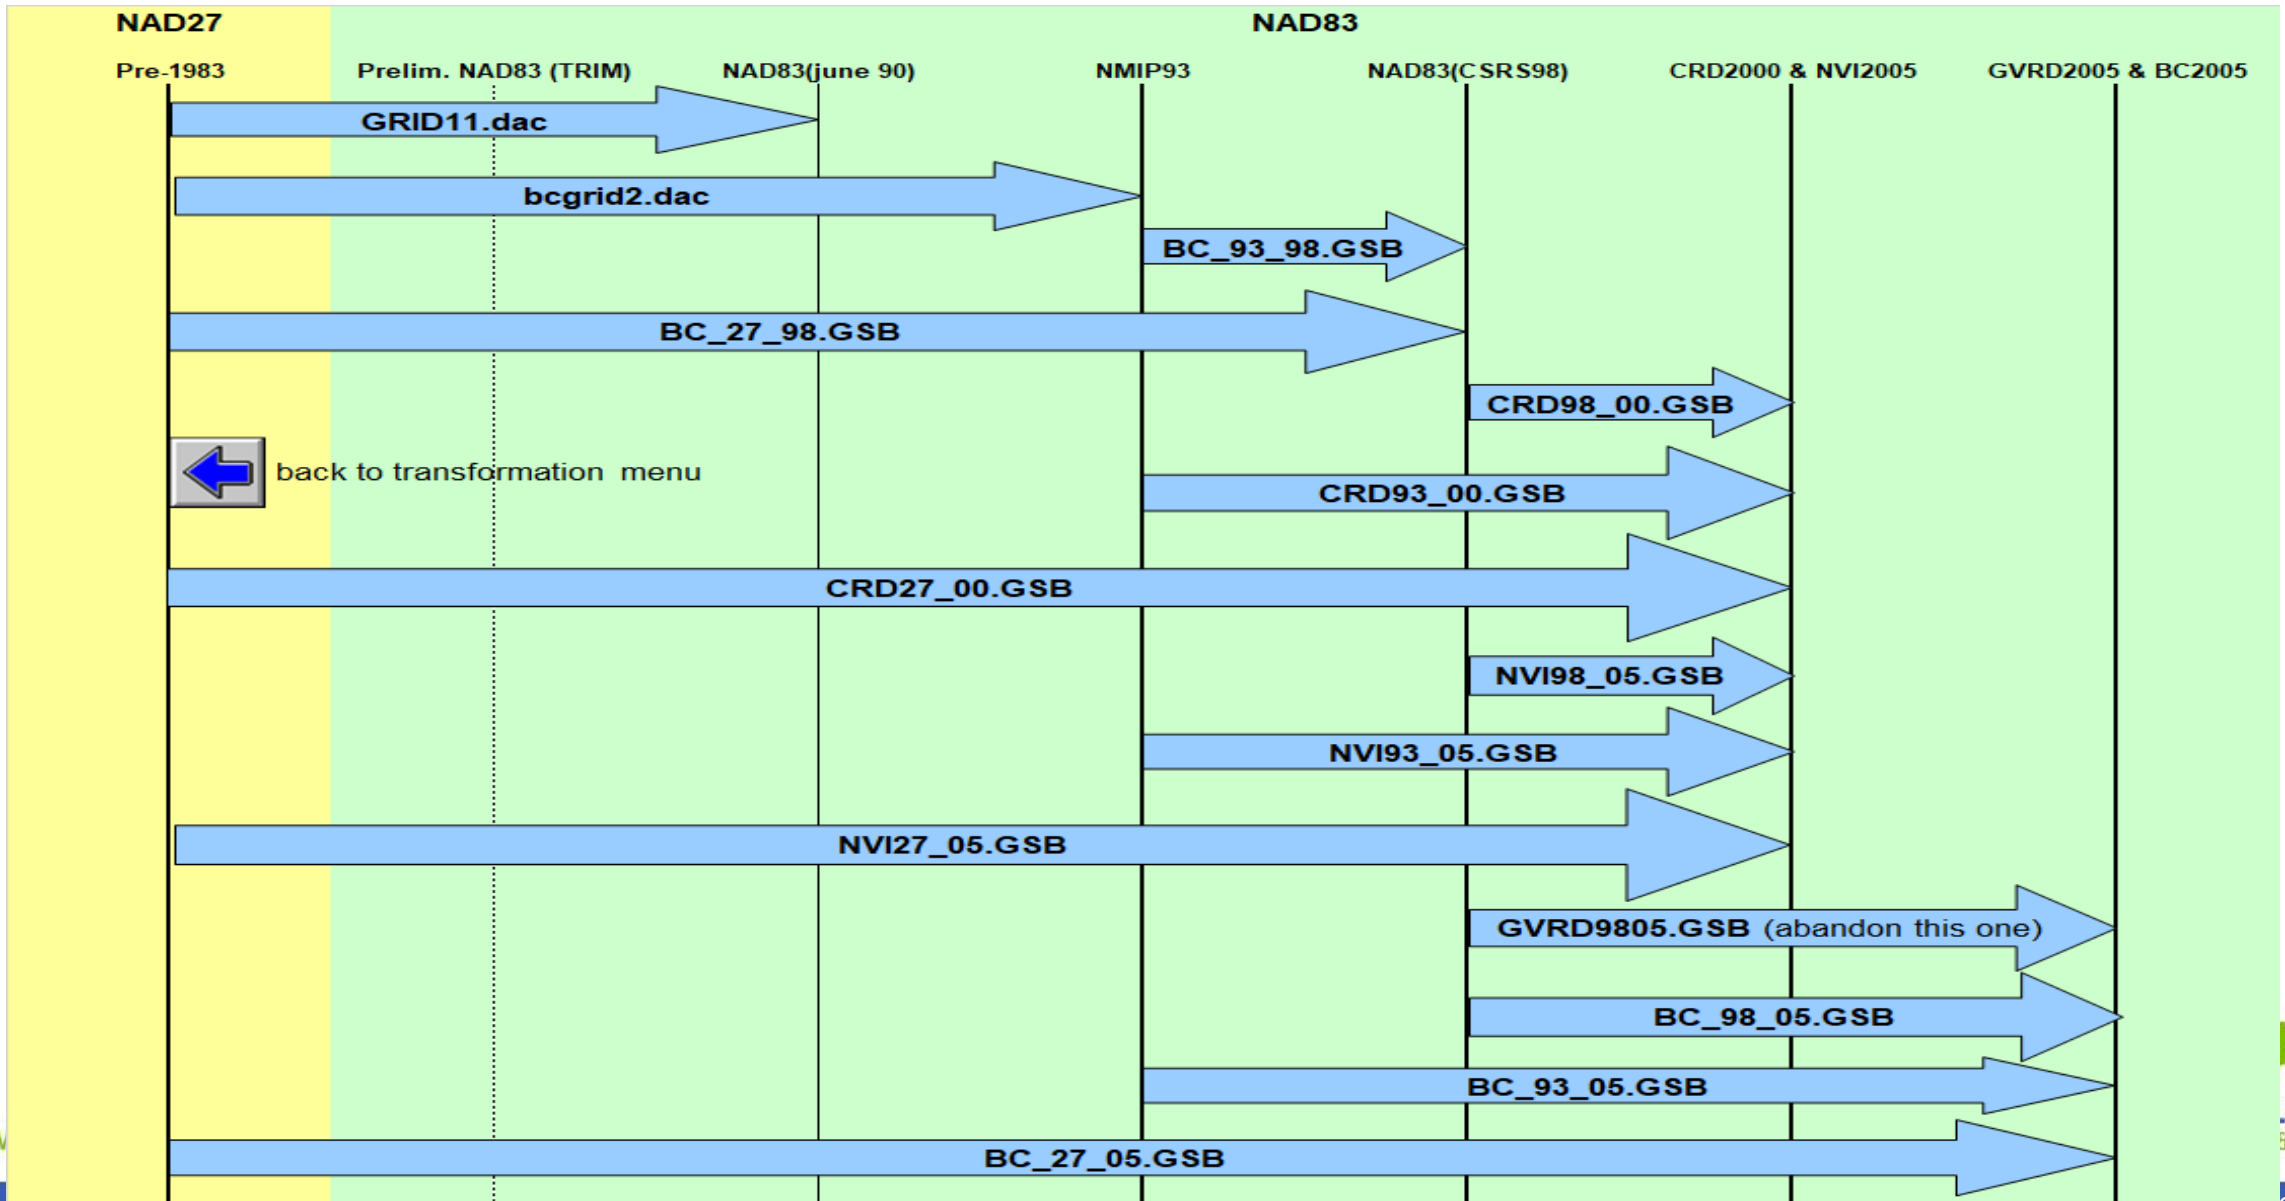 NAD27 NAD83
Pre-1983 Prelim. NAD83 (TRIM) NAD83(june 90) NMIP93 NAD83(CSRS98) CRD2000 & NVI2005 GVRD2005 & BC2005
GRID11.dac
bcgrid2.dac
BC_93_98.GSB
BC_27_98.GSB
CRD98_00.GSB
back to transformation menu
CRD93_00.GSB
CRD27_00.GSB
NVI98_05.GSB
NVI93_05.GSB
NVI27_05.GSB
GVRD9805.GSB (abandon this one)
BC_98_05.GSB
BC_93_05.GSB
BC_27_05.GSB